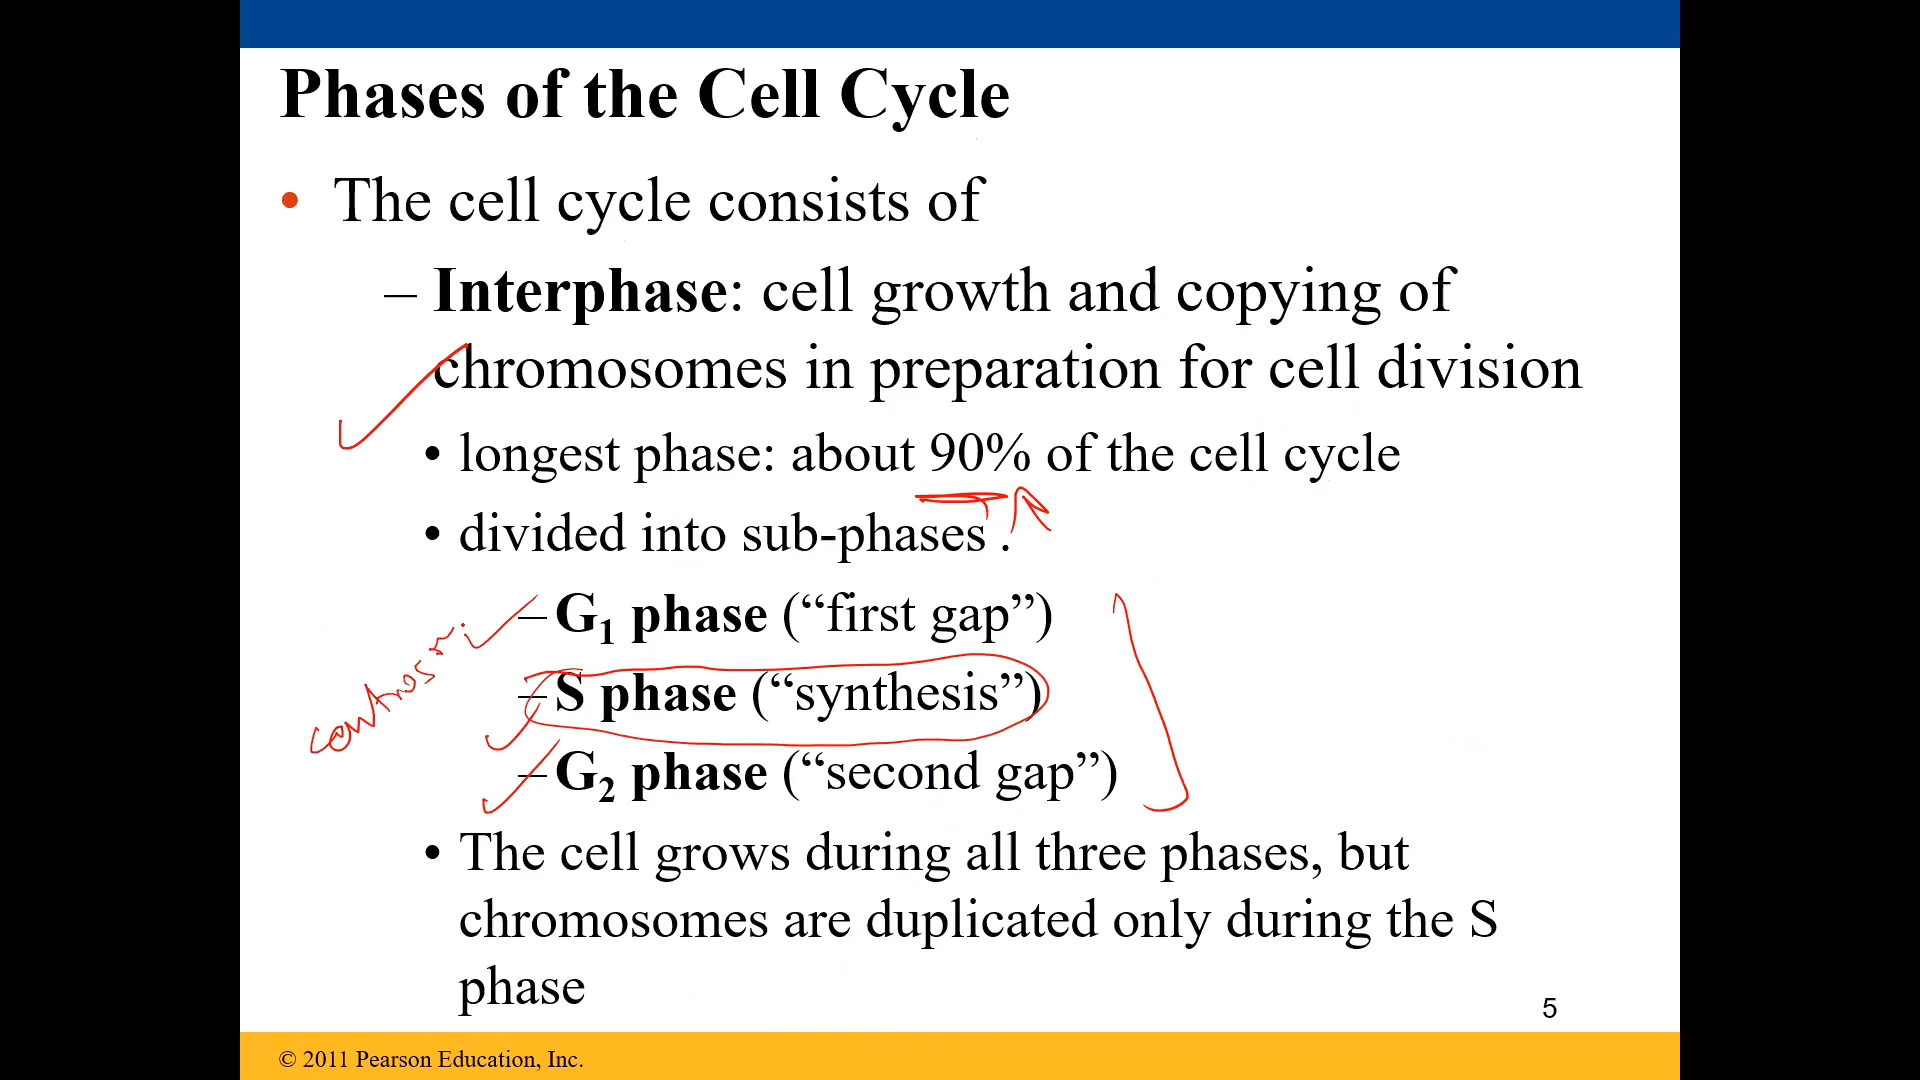 Phases of the Cell Cycle
• The cell cycle consists of
– Interphase: cell growth and copying of
chromosomes in preparation for cell division
• longest phase: about 90% of the cell cycle
• divided into sub-phases .
– G₁ phase (“first gap”)
– S phase (“synthesis”)
– G₂ phase (“second gap”)
• The cell grows during all three phases, but
chromosomes are duplicated only during the S
phase
5
© 2011 Pearson Education, Inc.